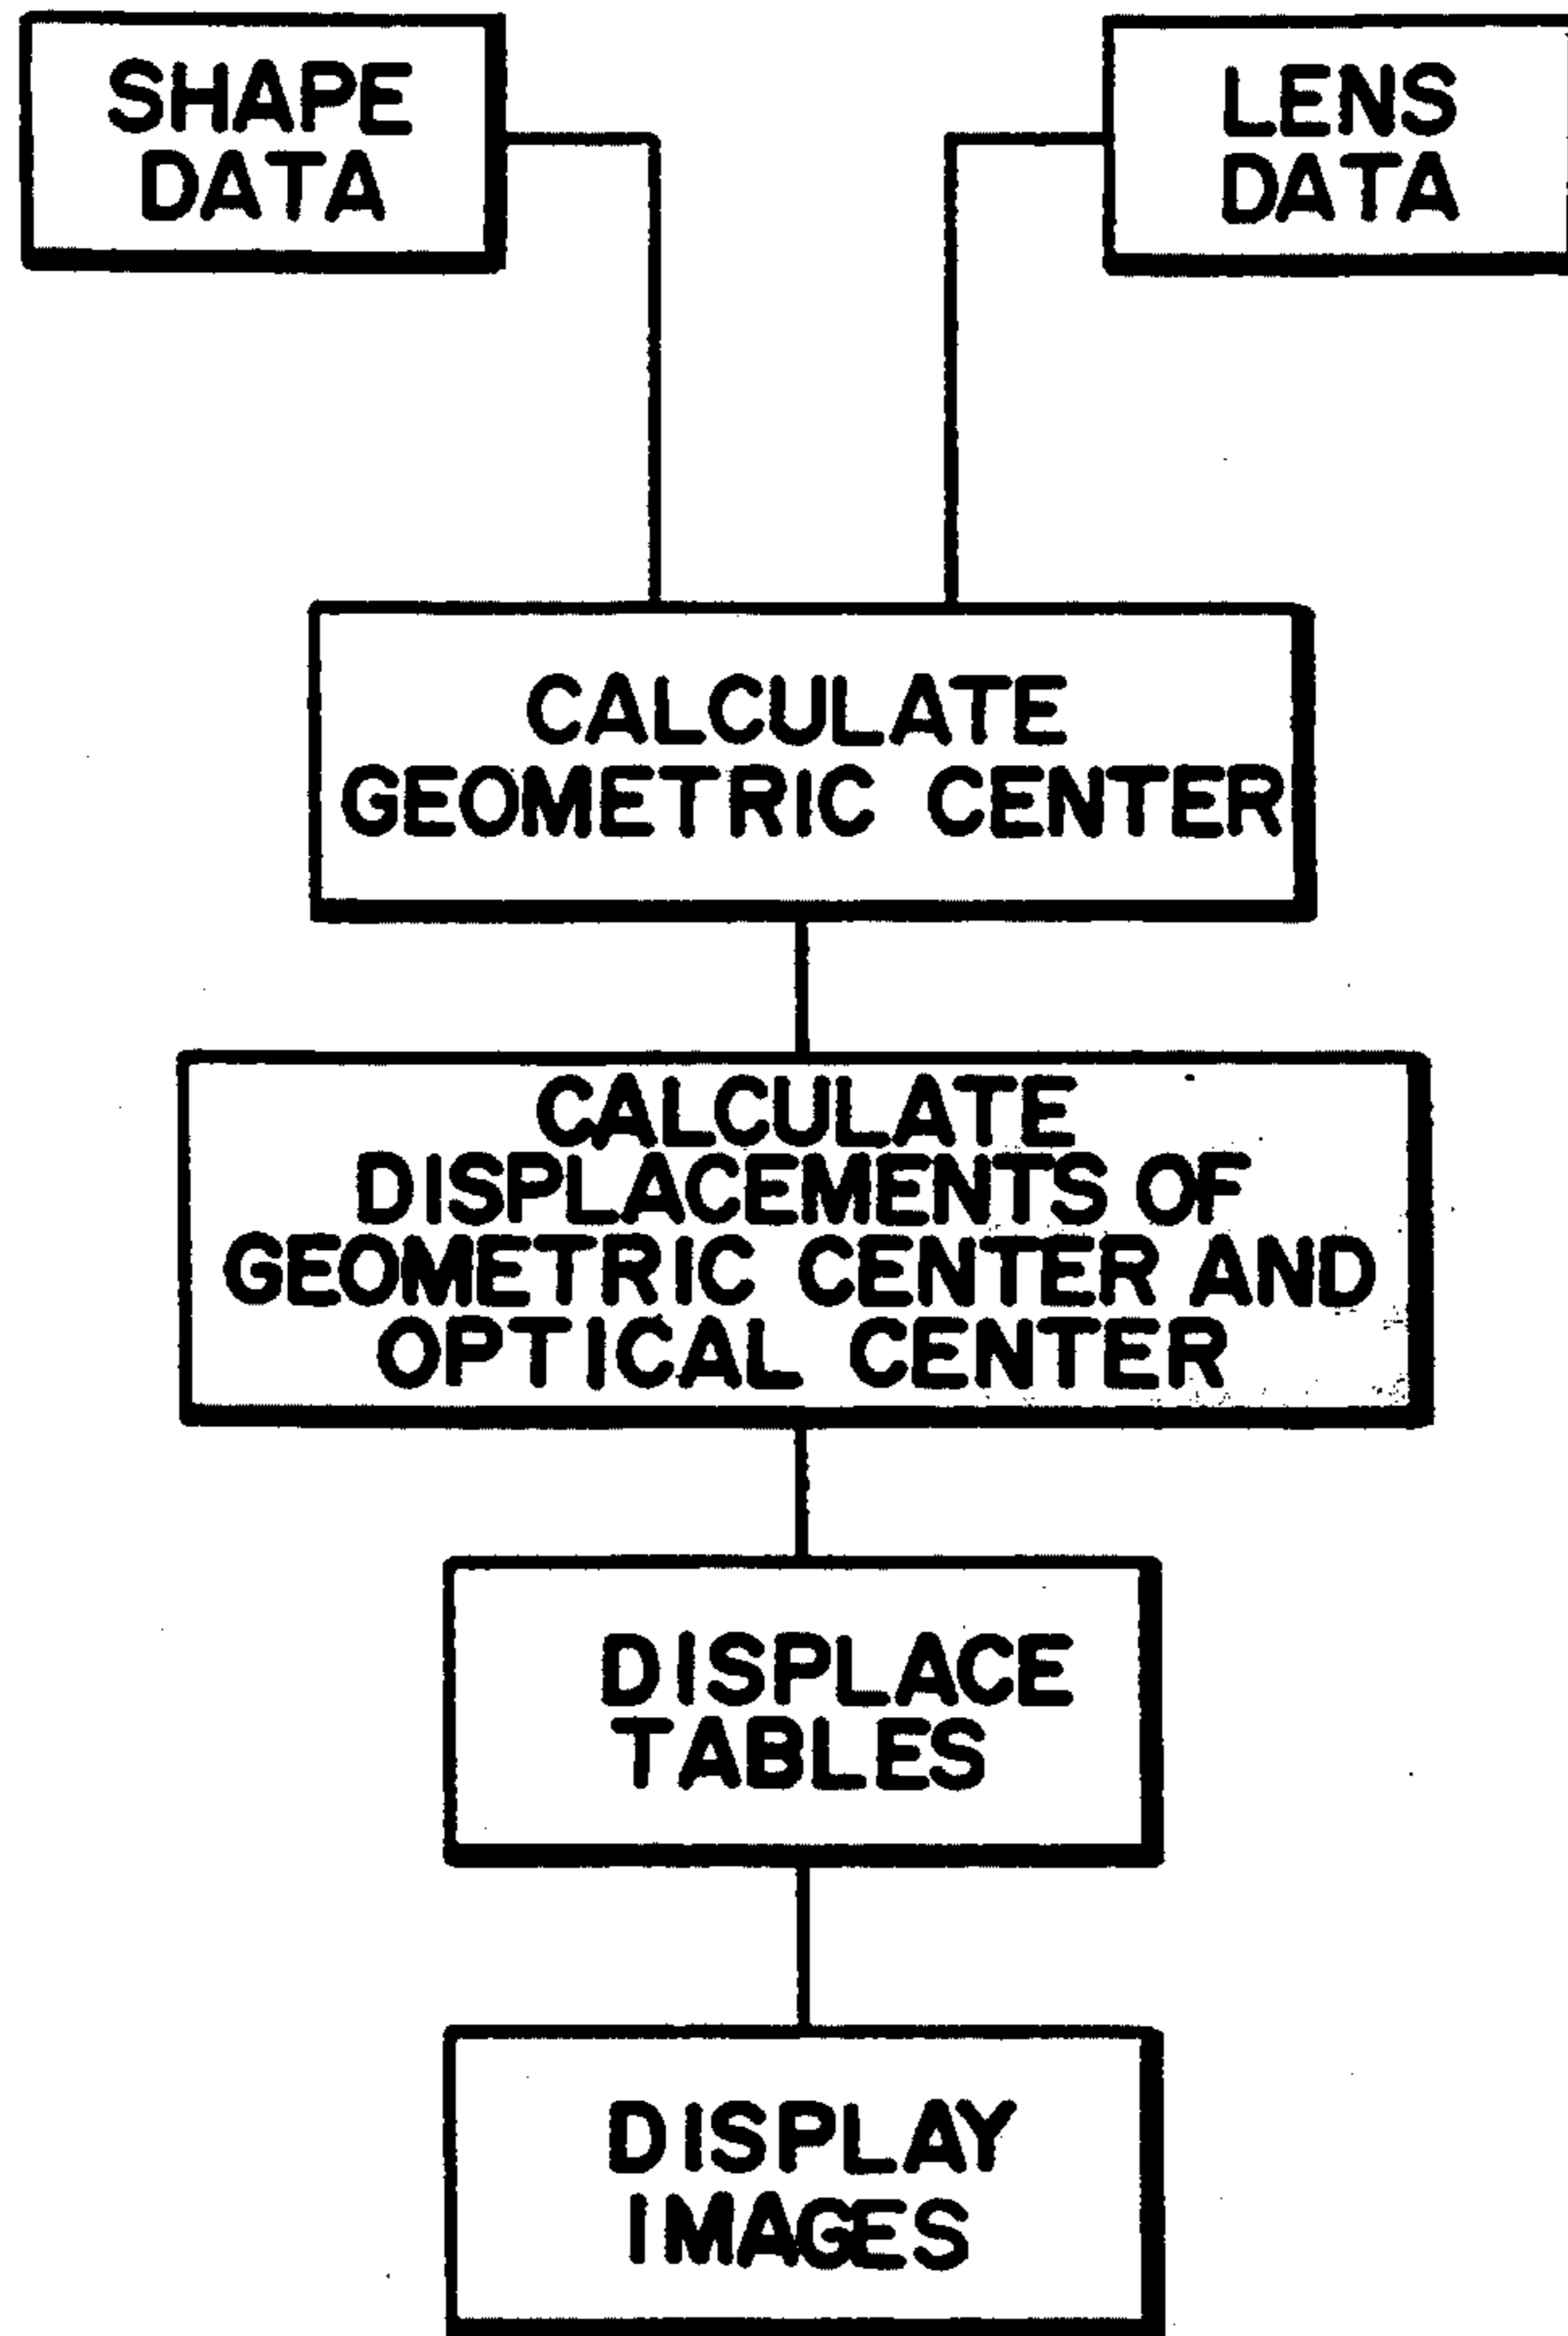 SHAPE
DATA
LENS
DATA
CALCULATE
GEOMETRIC CENTER
CALCULATE
DISPLACEMENTS OF
GEOMETRIC CENTER AND
OPTICAL CENTER
DISPLACE
TABLES
DISPLAY
IMAGES